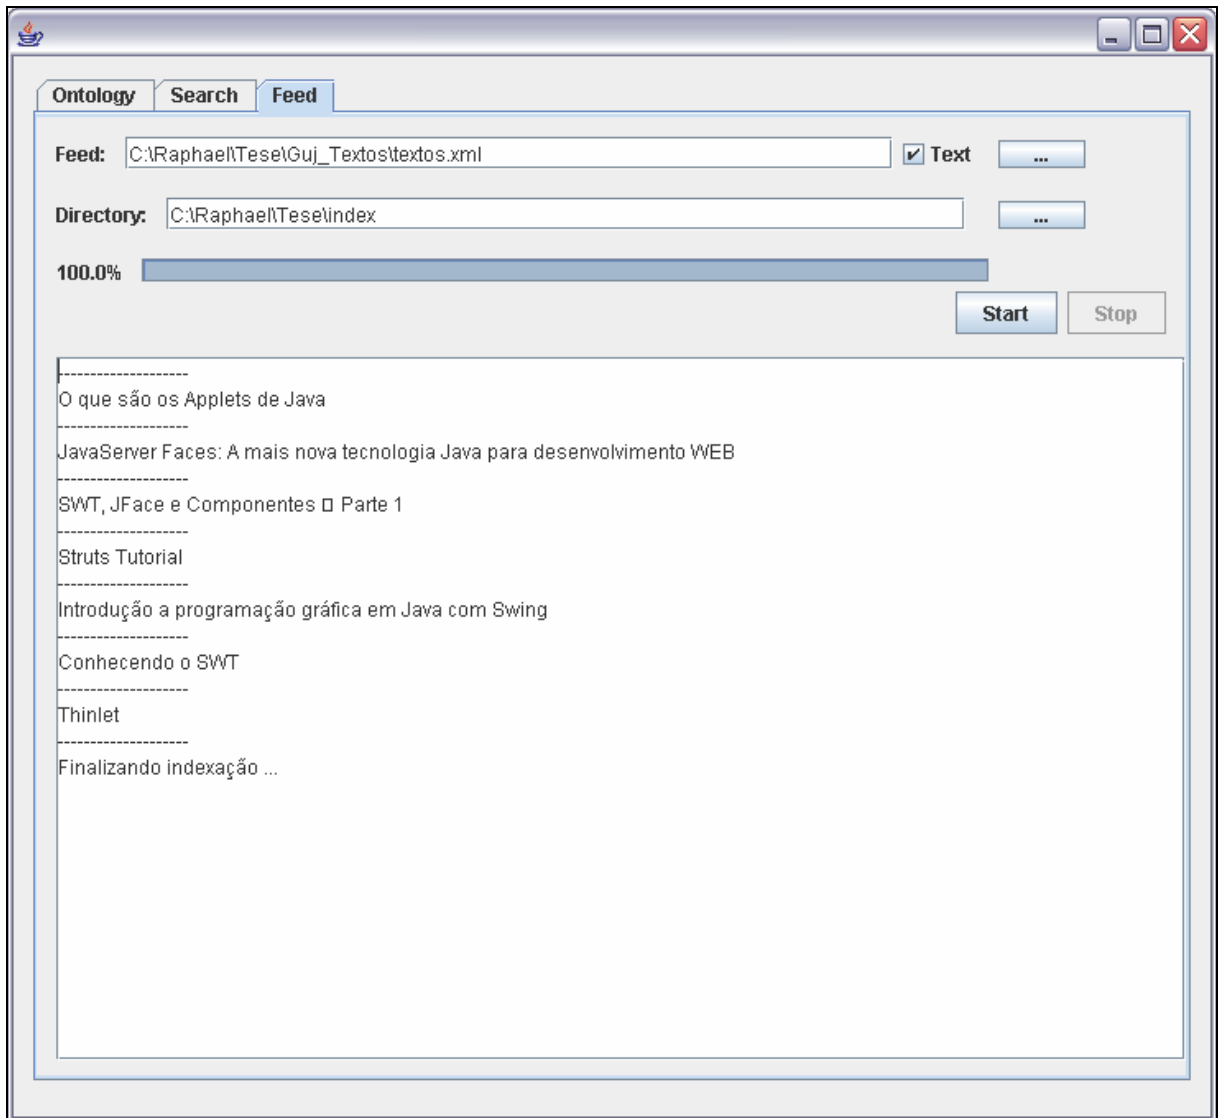 Ontology Search Feed
Feed: C:\Raphael\Tese\Guj_Textos\textos.xml Text ...
Directory: C:\Raphael\Tese\index ...
100.0%
Start Stop
--------------------
O que são os Applets de Java
--------------------
JavaServer Faces: A mais nova tecnologia Java para desenvolvimento WEB
--------------------
SWT, JFace e Componentes □ Parte 1
--------------------
Struts Tutorial
--------------------
Introdução a programação gráfica em Java com Swing
--------------------
Conhecendo o SWT
--------------------
Thinlet
--------------------
Finalizando indexação ...